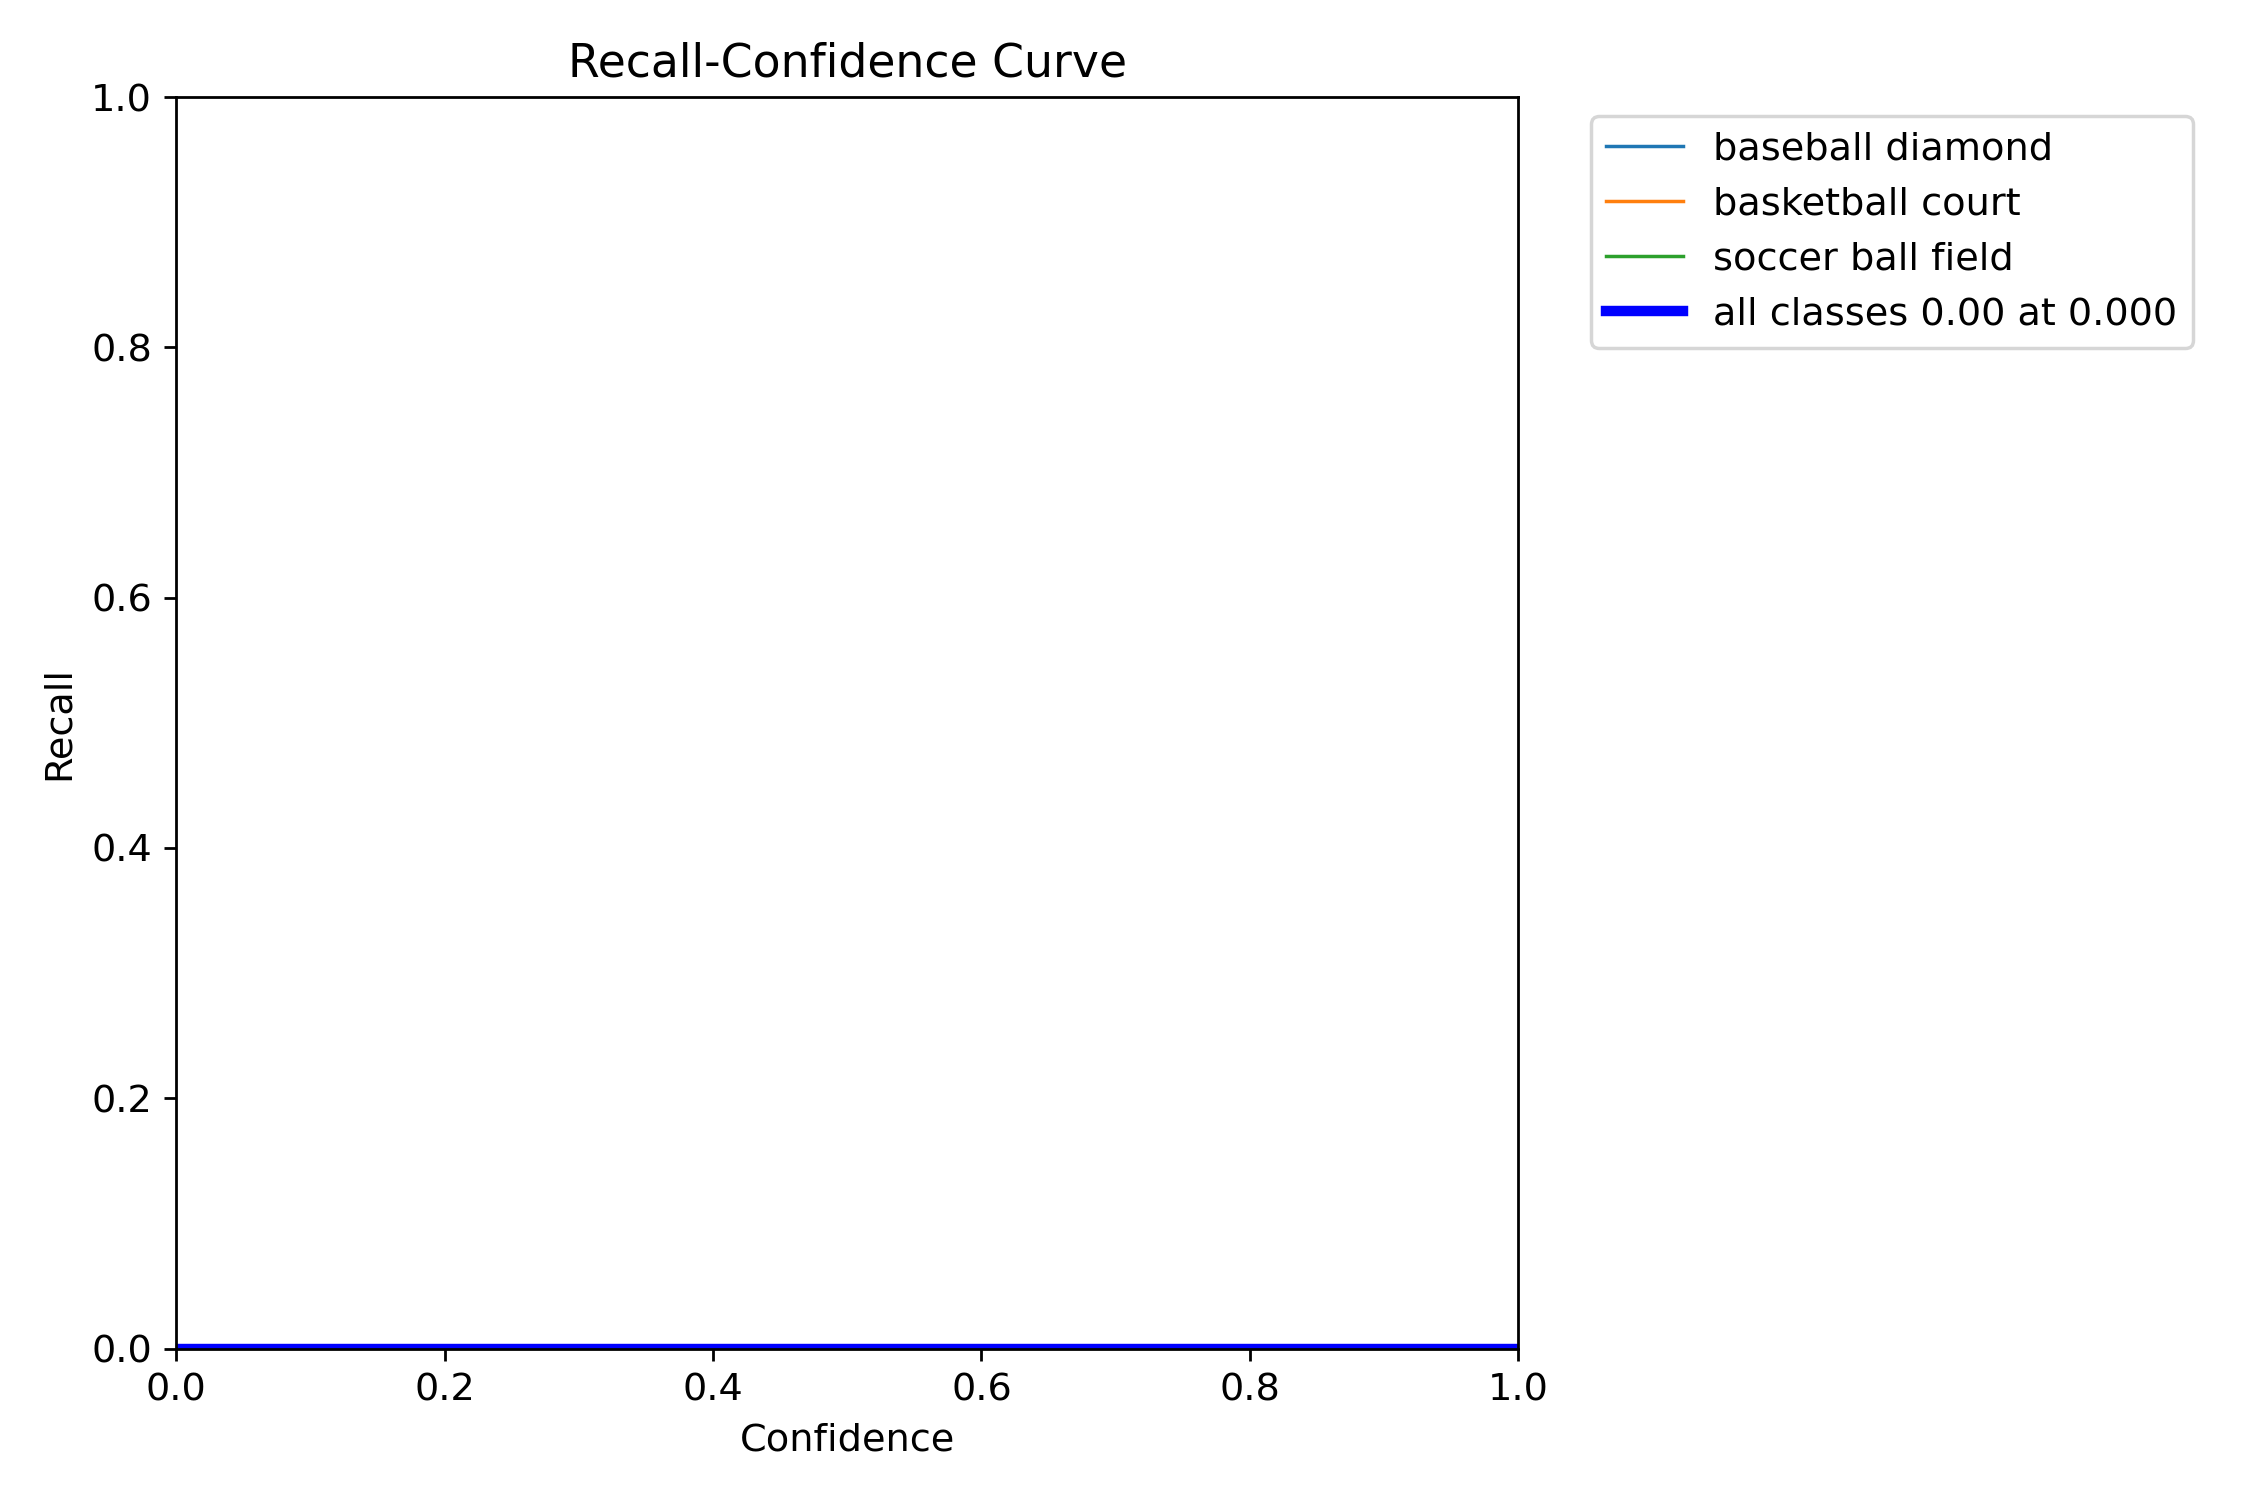 Recall-Confidence Curve
1.0
0.8
0.6
0.4
0.2
0.0
Recall
0.0 0.2 0.4 0.6 0.8 1.0
Confidence
baseball diamond
basketball court
soccer ball field
all classes 0.00 at 0.000